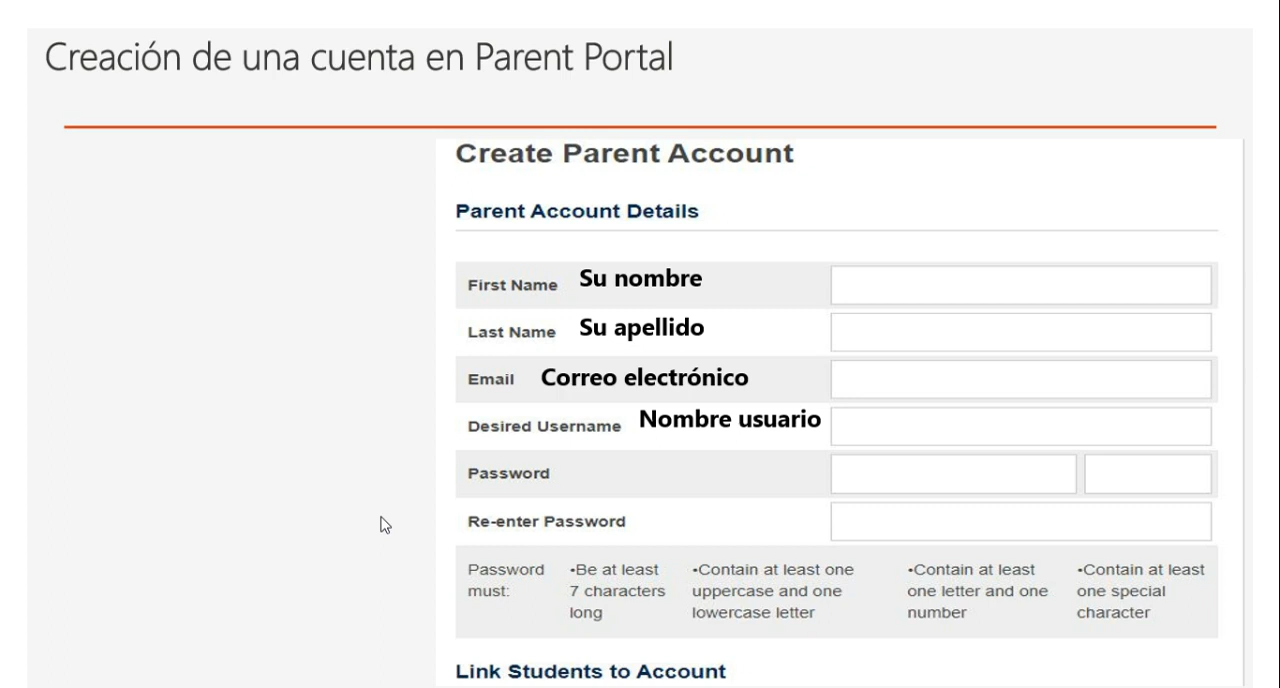 Creación de una cuenta en Parent Portal
Create Parent Account
Parent Account Details
First Name Su nombre
Last Name Su apellido
Email Correo electrónico
Desired Username Nombre usuario
Password
Re-enter Password
Password must:
•Be at least
7 characters
long
•Contain at least one
uppercase and one
lowercase letter
•Contain at least
one letter and one
number
•Contain at least
one special
character
Link Students to Account